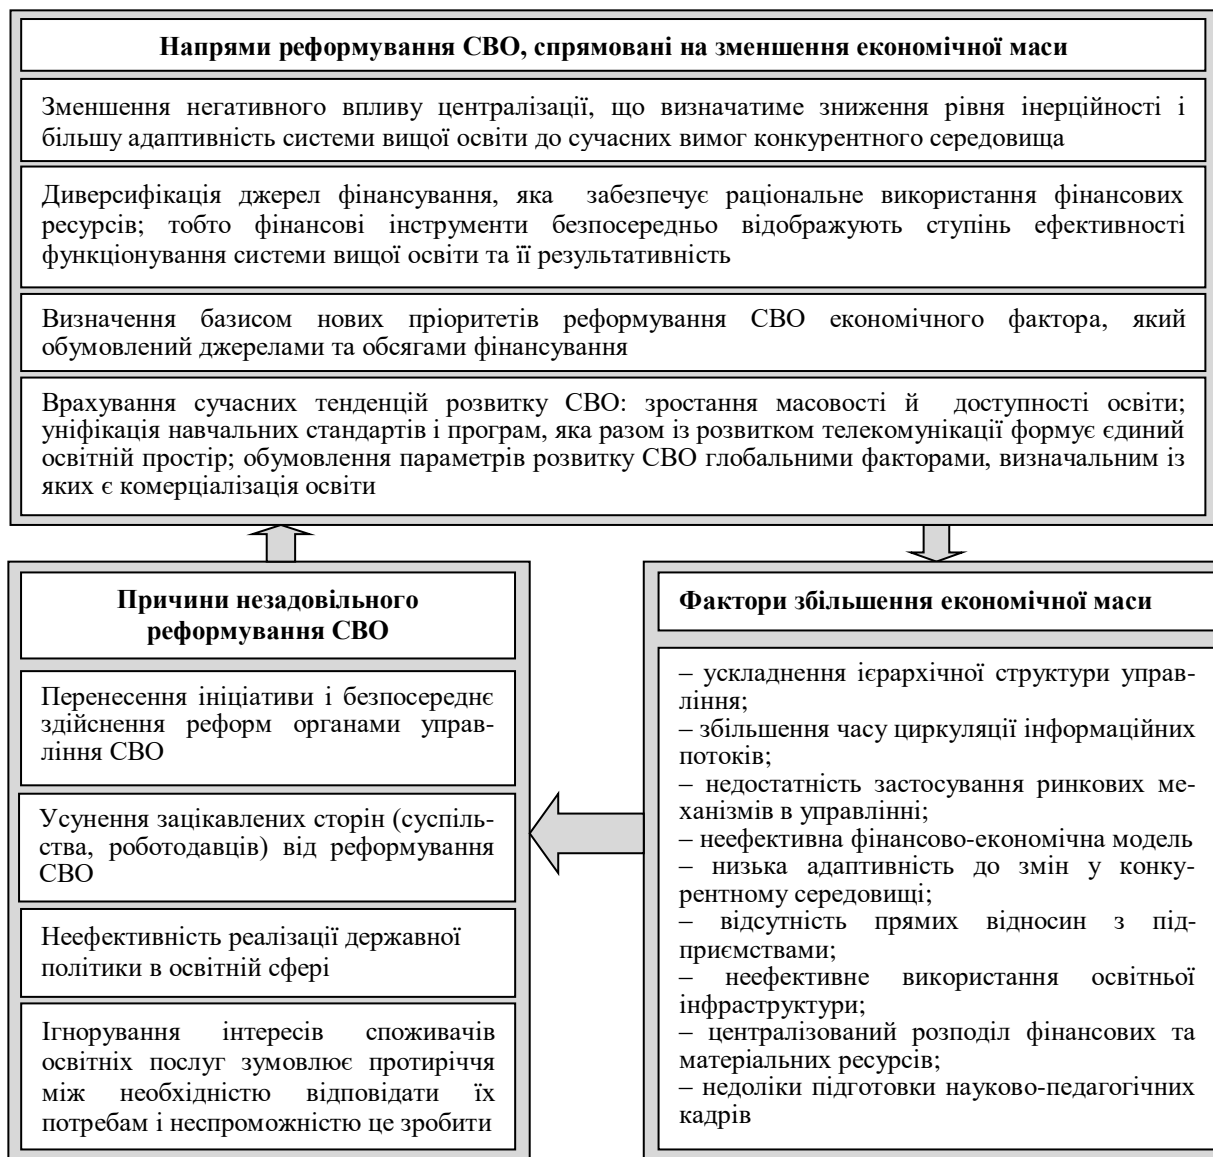 Напрями реформування СВО, спрямовані на зменшення економічної маси
Зменшення негативного впливу централізації, що визначатиме зниження рівня інерційності і
більшу адаптивність системи вищої освіти до сучасних вимог конкурентного середовища
Диверсифікація джерел фінансування, яка забезпечує раціональне використання фінансових
ресурсів; тобто фінансові інструменти безпосередньо відображують ступінь ефективності
функціонування системи вищої освіти та її результативність
Визначення базисом нових пріоритетів реформування СВО економічного фактора, який
обумовлений джерелами та обсягами фінансування
Врахування сучасних тенденцій розвитку СВО: зростання масовості й доступності освіти;
уніфікація навчальних стандартів і програм, яка разом із розвитком телекомунікації формує єдиний
освітній простір; обумовлення параметрів розвитку СВО глобальними факторами, визначальним із
яких є комерціалізація освіти
Причини незадовільного
реформування СВО
Перенесення ініціативи і безпосереднє
здійснення реформ органами управ-
ління СВО
Усунення зацікавлених сторін (суспіль-
ства, роботодавців) від реформування
СВО
Неефективність реалізації державної
політики в освітній сфері
Ігнорування інтересів споживачів
освітніх послуг зумовлює протиріччя
між необхідністю відповідати їх
потребам і неспроможністю це зробити
Фактори збільшення економічної маси
– ускладнення ієрархічної структури управ-
ління;
– збільшення часу циркуляції інформаційних
потоків;
– недостатність застосування ринкових ме-
ханізмів в управлінні;
– неефективна фінансово-економічна модель
– низька адаптивність до змін у конку-
рентному середовищі;
– відсутність прямих відносин з під-
приємствами;
– неефективне використання освітньої
інфраструктури;
– централізований розподіл фінансових та
матеріальних ресурсів;
– недоліки підготовки науково-педагогічних
кадрів